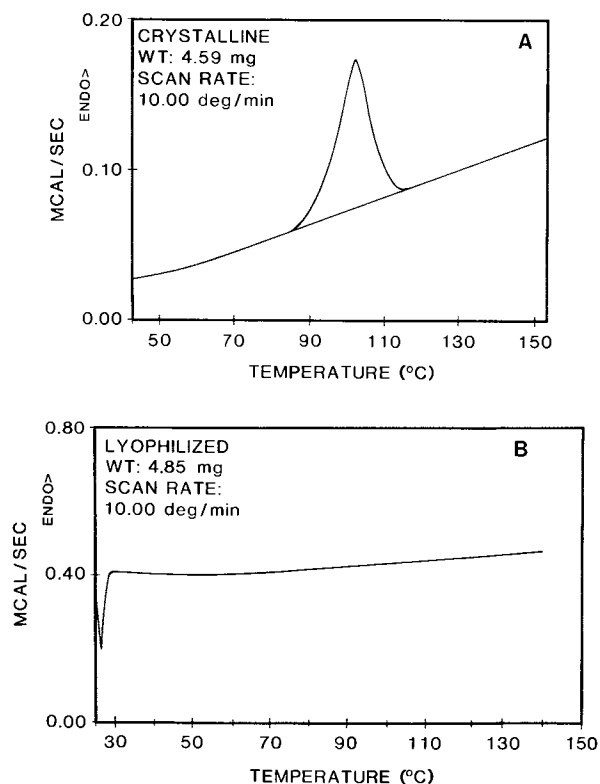 CRYSTALLINE
WT: 4.59 mg
SCAN RATE:
10.00 deg/min
A
MCAL/SEC
ENDO>
0.20
0.10
0.00
50 70 90 110 130 150
TEMPERATURE (ºC)
LYOPHILIZED
WT: 4.85 mg
SCAN RATE:
10.00 deg/min
B
MCAL/SEC
ENDO>
0.80
0.40
0.00
30 50 70 90 110 130 150
TEMPERATURE (ºC)